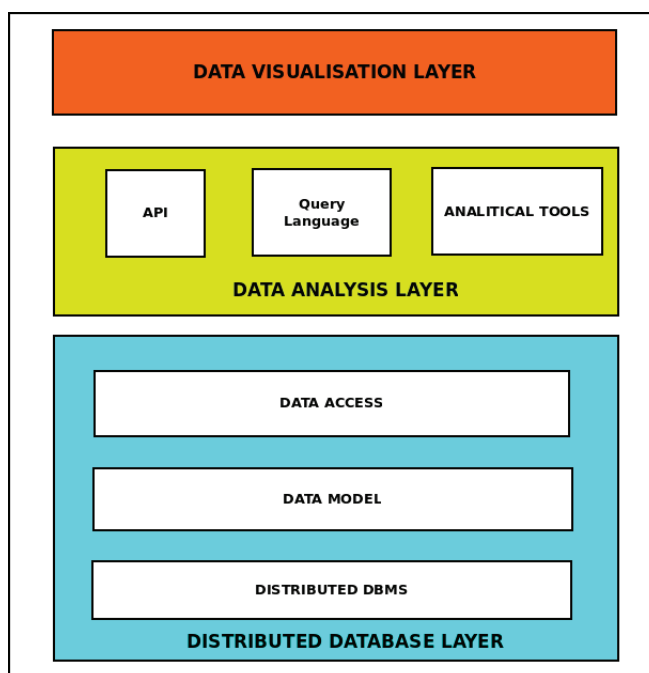 DATA VISUALISATION LAYER
API
Query
Language
ANALITICAL TOOLS
DATA ANALYSIS LAYER
DATA ACCESS
DATA MODEL
DISTRIBUTED DBMS
DISTRIBUTED DATABASE LAYER